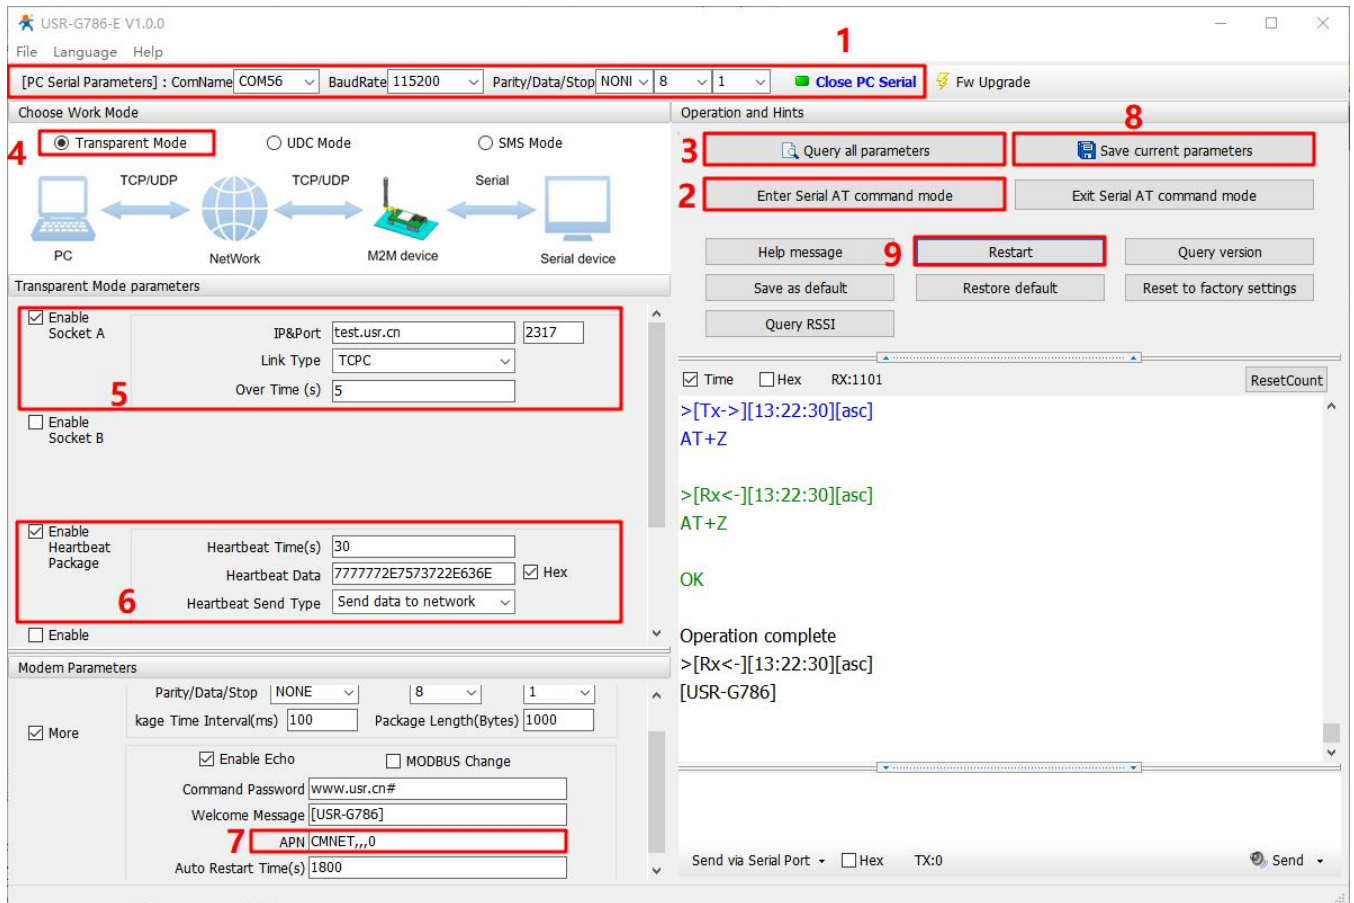 USR-G786-E V1.0.0
File Language Help
1
[PC Serial Parameters] : ComName COM56 BaudRate 115200 Parity/Data/Stop NONI 8 1 Close PC Serial Fw Upgrade
Choose Work Mode
4 Transparent Mode UDC Mode SMS Mode
TCP/UDP TCP/UDP Serial
PC NetWork M2M device Serial device
Transparent Mode parameters
Enable
Socket A
IP&Port test.usr.cn 2317
Link Type TCPC
5 Over Time (s) 5
Enable
Socket B
Enable
Heartbeat
Package
Heartbeat Time(s) 30
Heartbeat Data 7777772E7573722E636E Hex
6 Heartbeat Send Type Send data to network
Enable
Modem Parameters
Parity/Data/Stop NONE 8 1
kage Time Interval(ms) 100 Package Length(Bytes) 1000
More
Enable Echo MODBUS Change
Command Password www.usr.cn#
Welcome Message [USR-G786]
7 APN CMNET,,,0
Auto Restart Time(s) 1800
Operation and Hints
8
3 Query all parameters Save current parameters
2 Enter Serial AT command mode Exit Serial AT command mode
Help message 9 Restart Query version
Save as default Restore default Reset to factory settings
Query RSSI
Time Hex RX:1101 ResetCount
>[Tx->][13:22:30][asc]
AT+Z
>[Rx<-][13:22:30][asc]
AT+Z
OK
Operation complete
>[Rx<-][13:22:30][asc]
[USR-G786]
Send via Serial Port Hex TX:0 Send